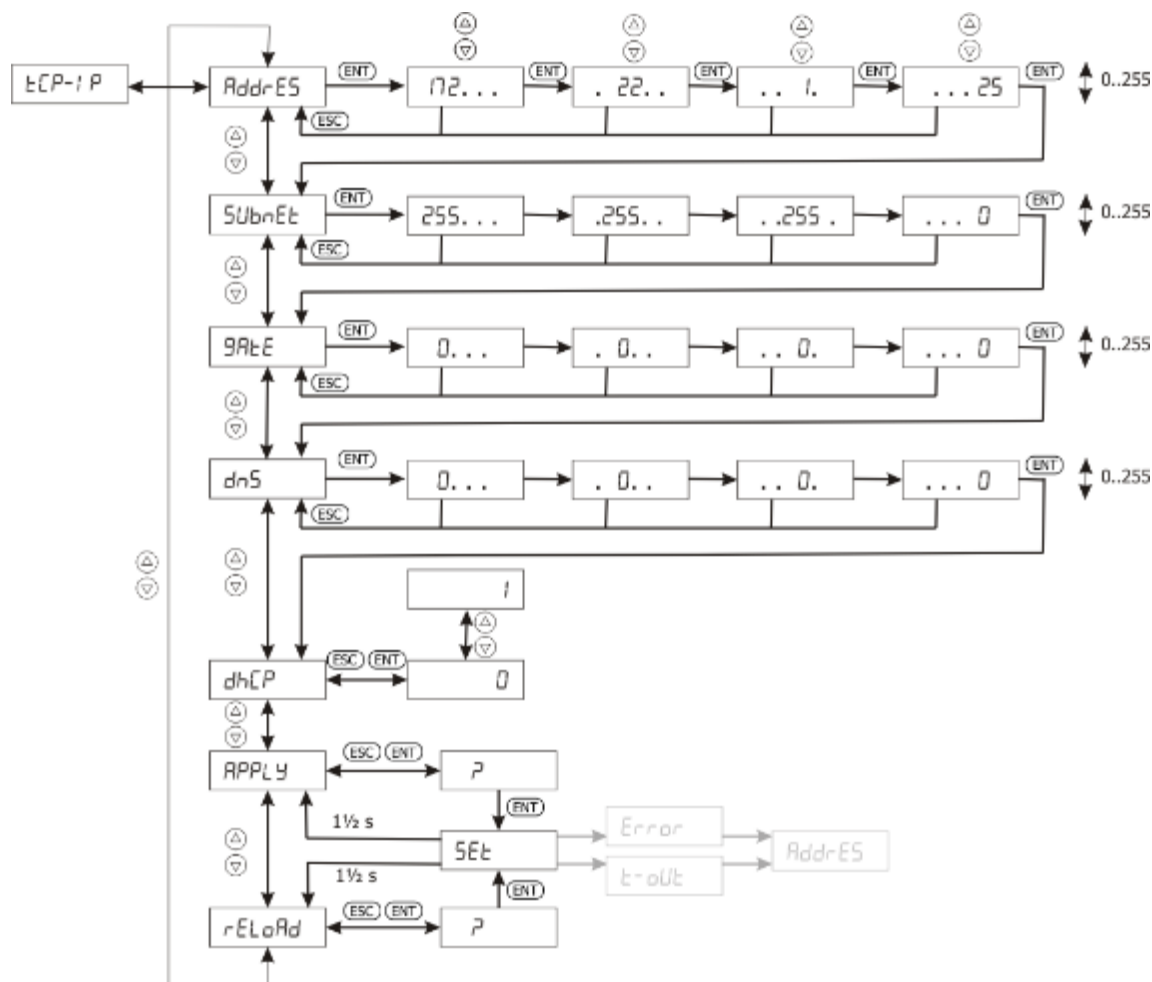 tCP-IP
AddrES (ENT) 172... (ENT) . 22.. (ENT) .. 1. (ENT) ... 25 (ENT) 0..255
(ESC)
SUbnEt (ENT) 255... .255.. ..255 . ... 0 (ENT) 0..255
(ESC)
gAtE (ENT) 0... . 0.. .. 0. ... 0 (ENT) 0..255
(ESC)
dnS (ENT) 0... . 0.. .. 0. ... 0 (ENT) 0..255
(ESC)
1
dhCP (ESC) (ENT) 0
APPLY (ESC) (ENT) ?
(ENT)
1½ s
SEt
Error
t-oUt
AddrES
1½ s
(ENT)
rELoAd (ESC) (ENT) ?